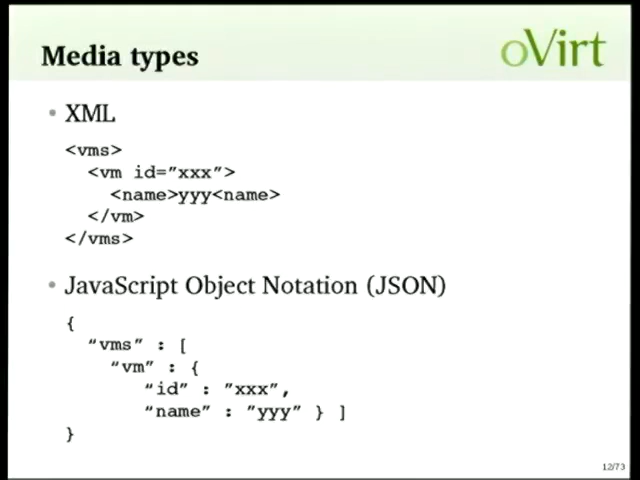 Media types
oVirt
• XML
<vms>
<vm id="xxx">
<name>yyy<name>
</vm>
</vms>
• JavaScript Object Notation (JSON)
{
“vms” : [
“vm” : {
“id” : ”xxx”,
“name” : ”yyy” } ]
}
12/73